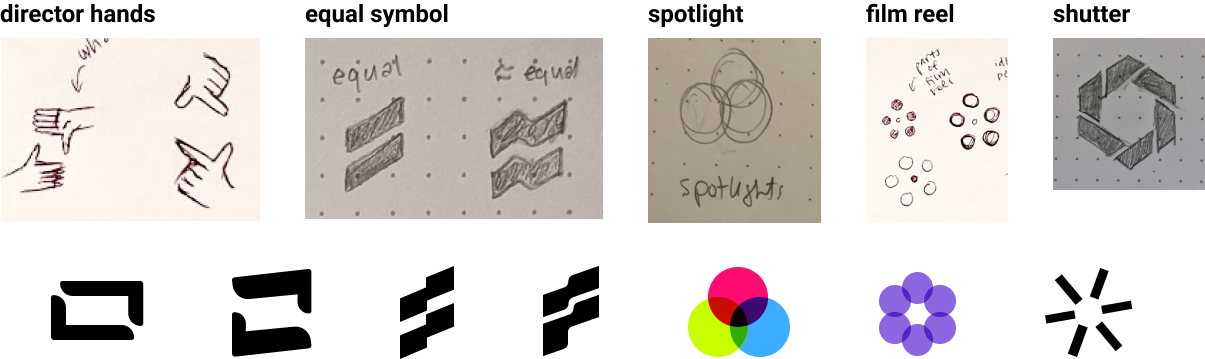 director hands
equal symbol
spotlight
film reel
shutter
equal
≈ equal
spotlights
parts
of
film
reel